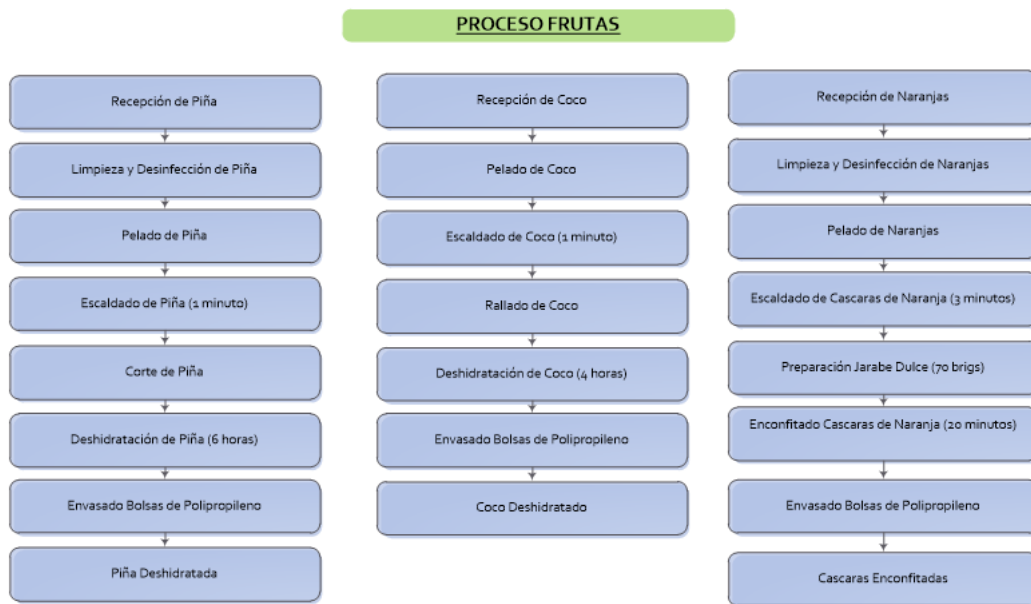 PROCESO FRUTAS
Recepción de Piña
Limpieza y Desinfección de Piña
Pelado de Piña
Escaldado de Piña (1 minuto)
Corte de Piña
Deshidratación de Piña (6 horas)
Envasado Bolsas de Polipropileno
Piña Deshidratada
Recepción de Coco
Pelado de Coco
Escaldado de Coco (1 minuto)
Rallado de Coco
Deshidratación de Coco (4 horas)
Envasado Bolsas de Polipropileno
Coco Deshidratado
Recepción de Naranjas
Limpieza y Desinfección de Naranjas
Pelado de Naranjas
Escaldado de Cascaras de Naranja (3 minutos)
Preparación Jarabe Dulce (70 brigs)
Enconfitado Cascaras de Naranja (20 minutos)
Envasado Bolsas de Polipropileno
Cascaras Enconfitadas